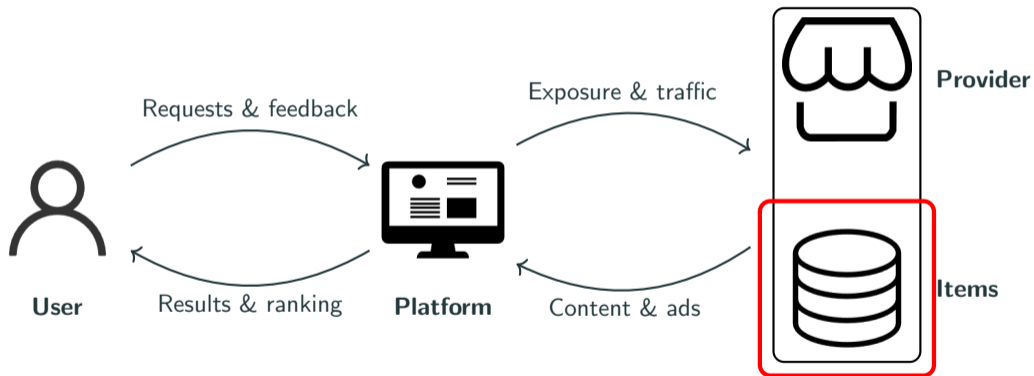 Requests & feedback
Exposure & traffic
Provider
User
Results & ranking
Platform
Content & ads
Items